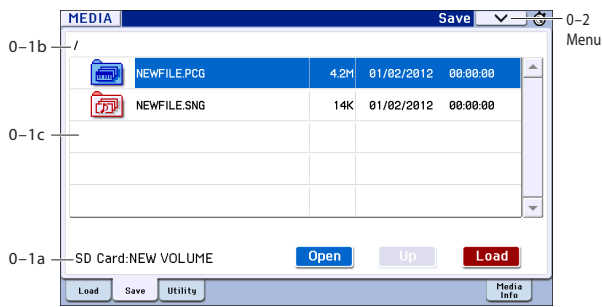 MEDIA Save 0–2
Menu
0–1b /
NEWFILE.PCG 4.2M 01/02/2012 00:00:00
NEWFILE.SNG 14K 01/02/2012 00:00:00
0–1c
0–1a SD Card:NEW VOLUME Open Up Load
Load Save Utility Media
Info